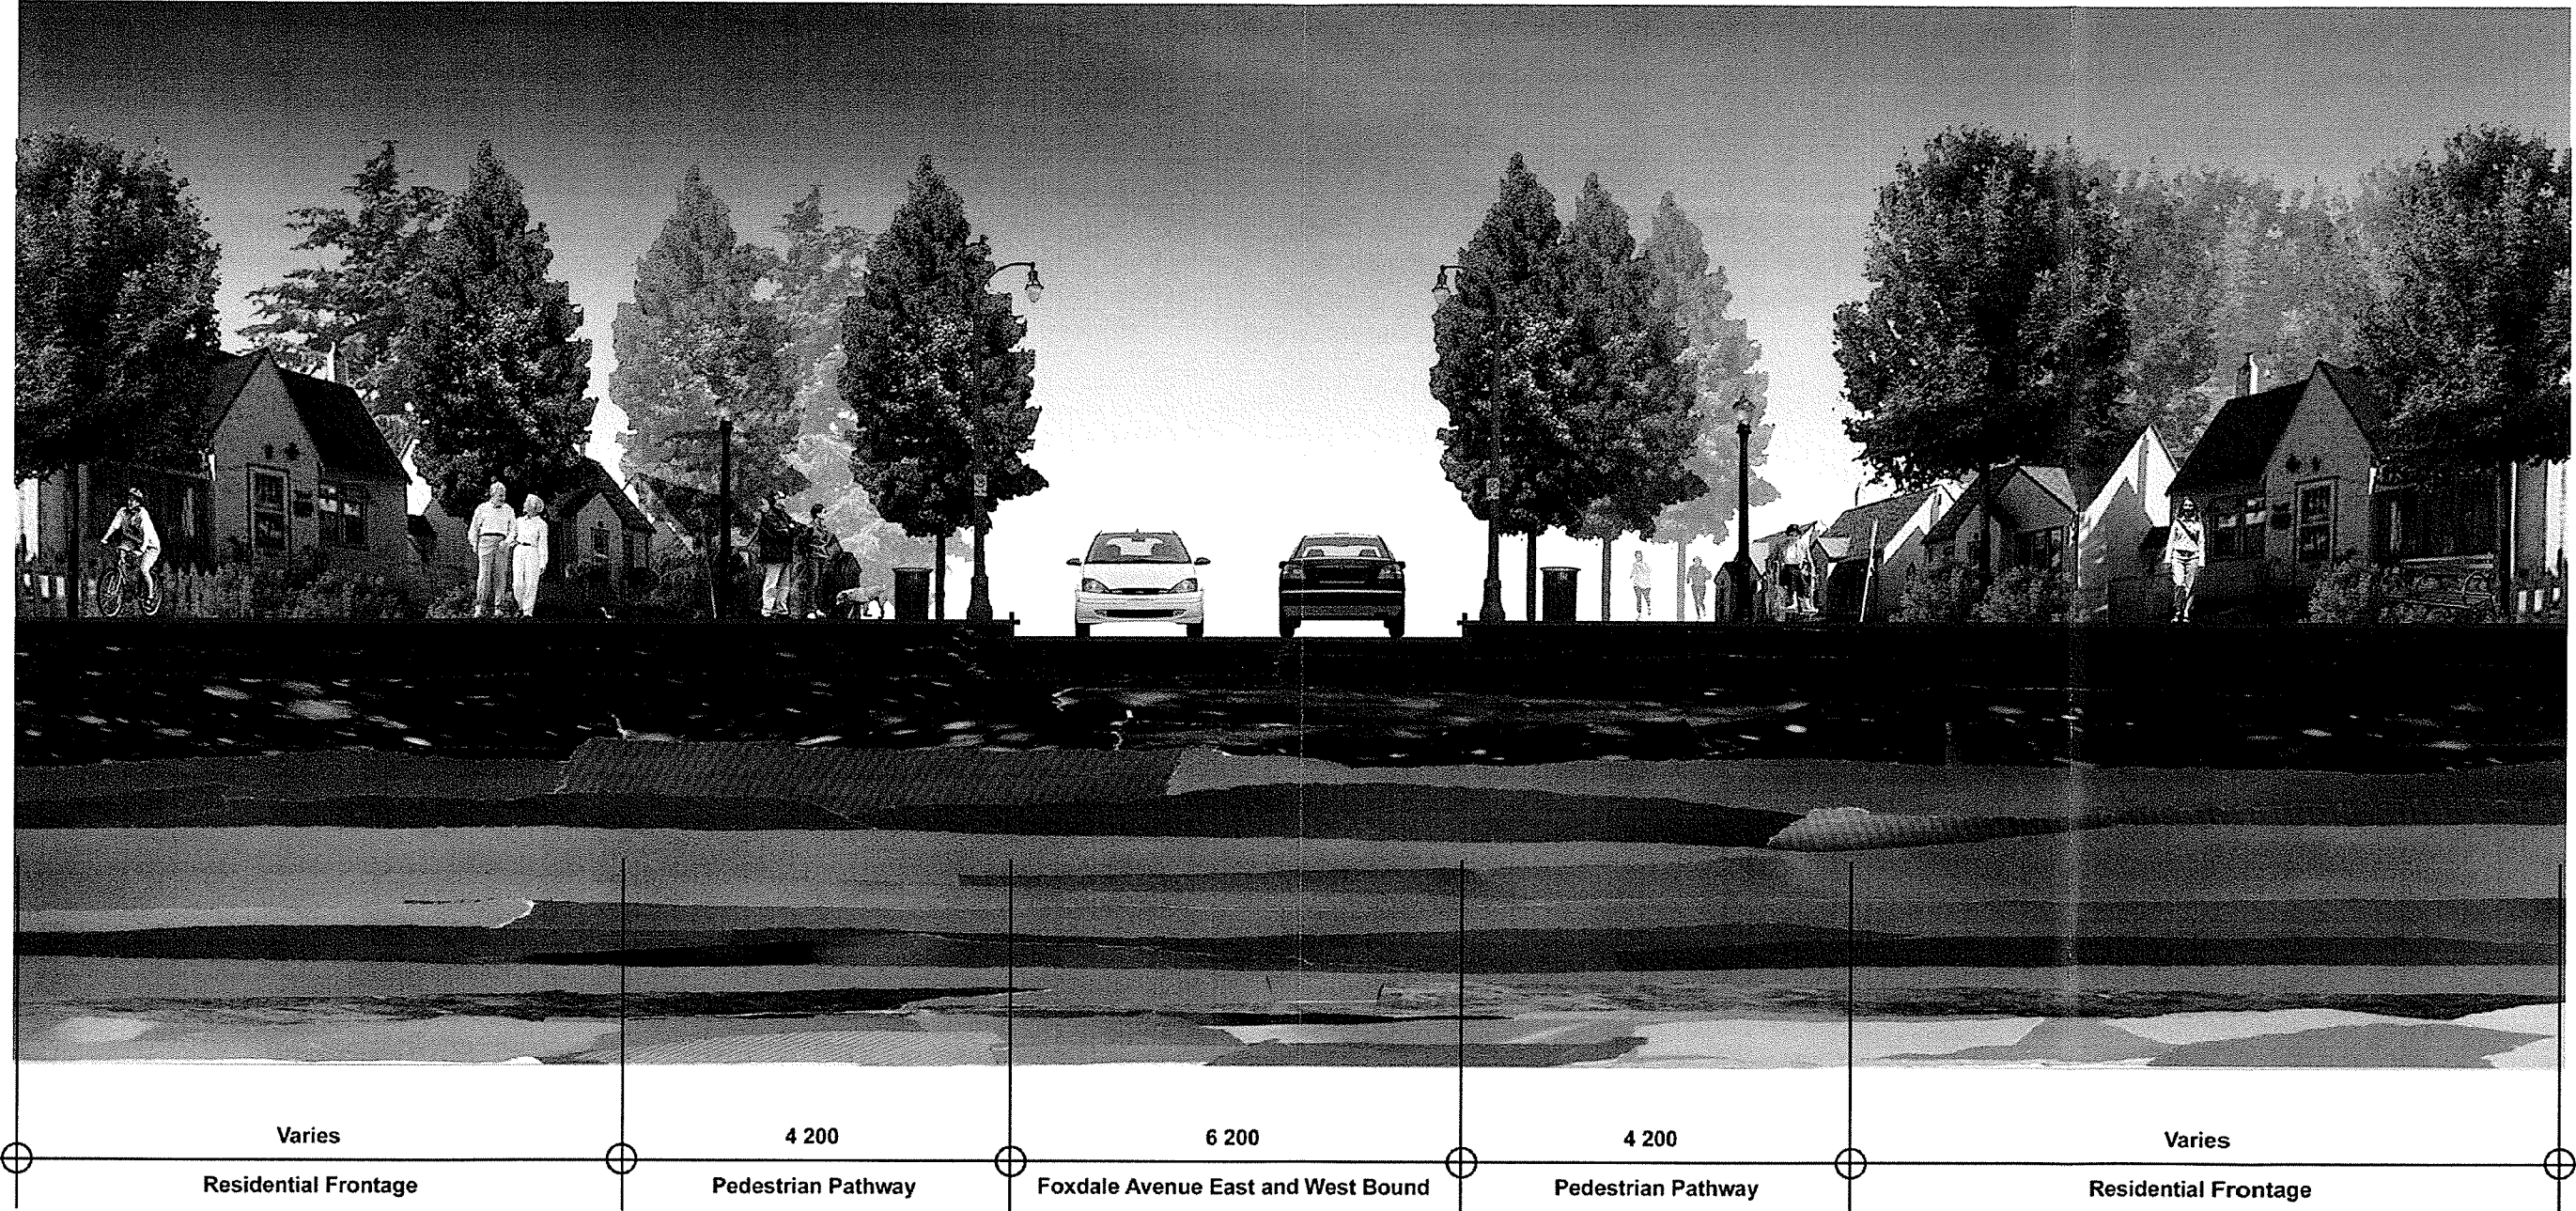 Varies
4 200
6 200
4 200
Varies
Residential Frontage
Pedestrian Pathway
Foxdale Avenue East and West Bound
Pedestrian Pathway
Residential Frontage